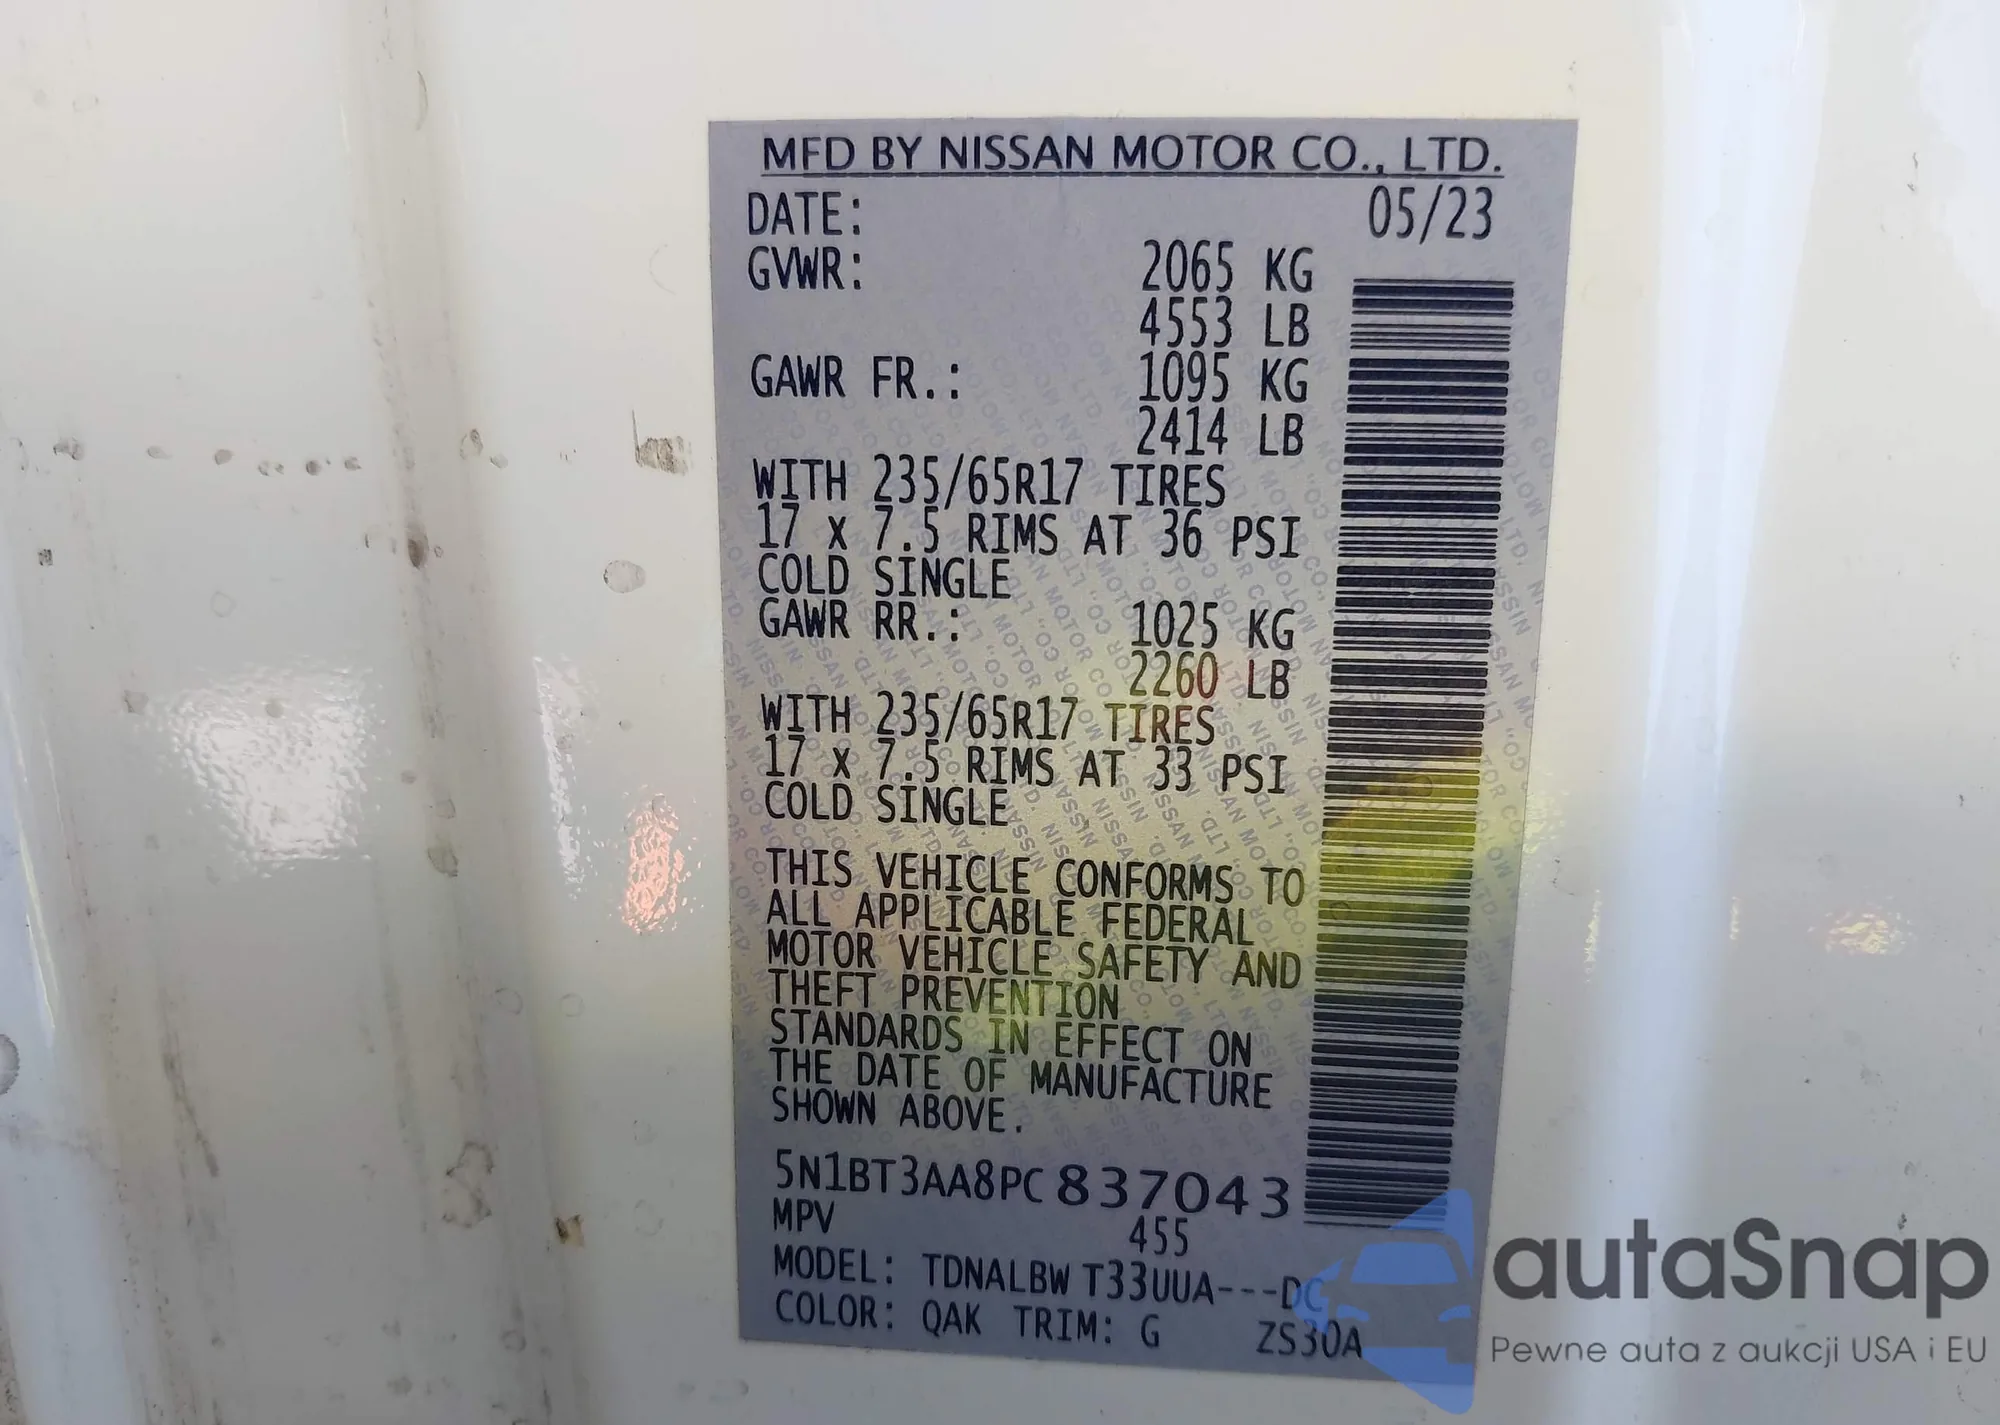 MFD BY NISSAN MOTOR CO., LTD.
DATE: 05/23
GVWR: 2065 KG
4553 LB
GAWR FR.: 1095 KG
2414 LB
WITH 235/65R17 TIRES
17 x 7.5 RIMS AT 36 PSI
COLD SINGLE
GAWR RR.: 1025 KG
2260 LB
WITH 235/65R17 TIRES
17 x 7.5 RIMS AT 33 PSI
COLD SINGLE
THIS VEHICLE CONFORMS TO
ALL APPLICABLE FEDERAL
MOTOR VEHICLE SAFETY AND
THEFT PREVENTION
STANDARDS IN EFFECT ON
THE DATE OF MANUFACTURE
SHOWN ABOVE.
5N1BT3AA8PC837043
MPV 455
MODEL: TDNALBW T33UUA---DC
COLOR: QAK TRIM: G ZS30A
autaSnap
Pewne auta z aukcji USA i EU